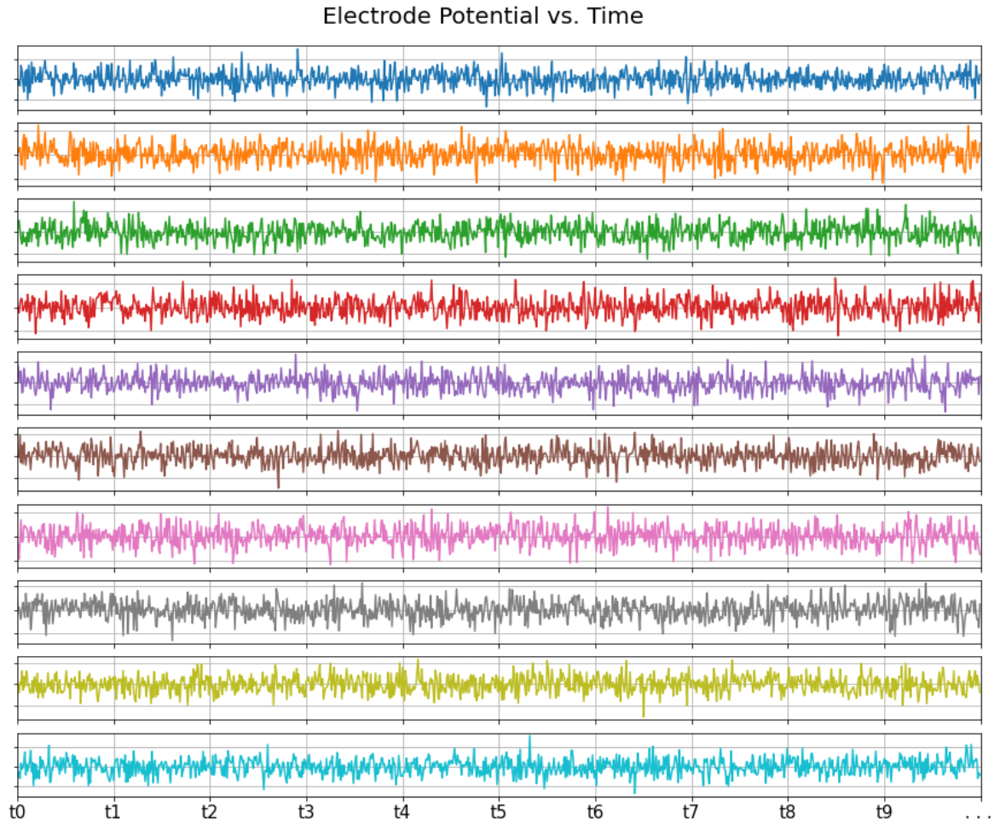 Electrode Potential vs. Time
t0 t1 t2 t3 t4 t5 t6 t7 t8 t9 . . .